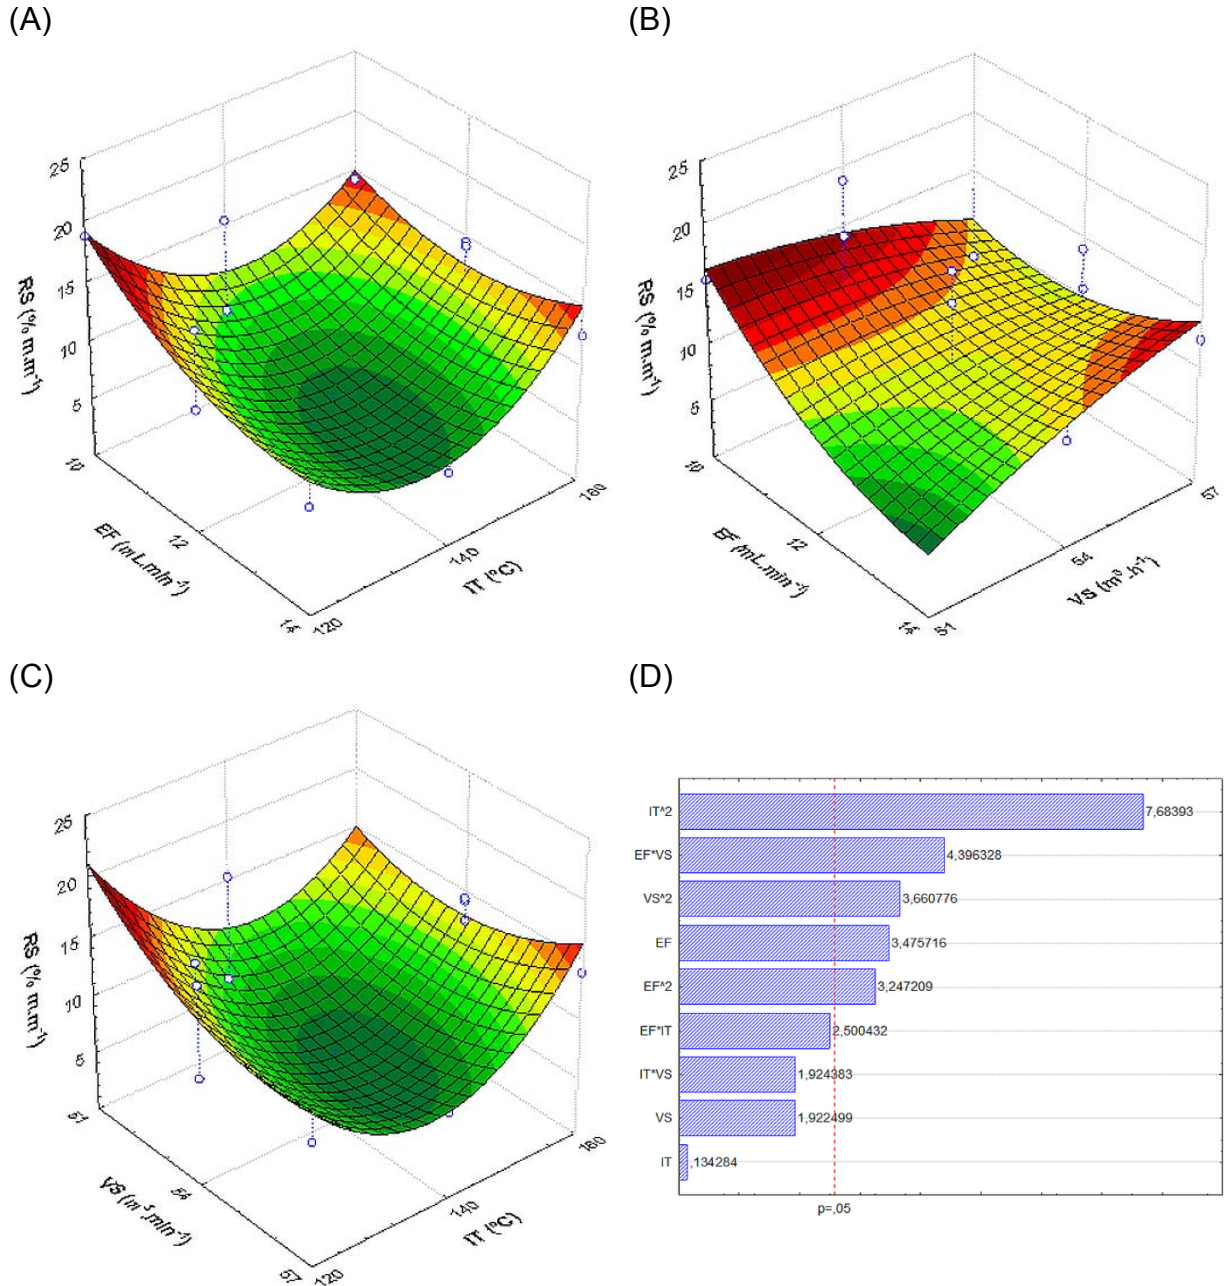 (A)
25
20
15
10
5
RS (% m.m⁻¹)
10
12
14
EF (mL.min⁻¹)
120
140
160
IT (ºC)
(B)
25
20
15
10
5
RS (% m.m⁻¹)
10
12
14
EF (mL.min⁻¹)
51
54
57
VS (m³.h⁻¹)
(C)
25
20
15
10
5
RS (% m.m⁻¹)
51
54
57
VS (m³.min⁻¹)
120
140
160
IT (ºC)
(D)
IT^2 7,68393
EF*VS 4,396328
VS^2 3,660776
EF 3,475716
EF^2 3,247209
EF*IT 2,500432
IT*VS 1,924383
VS 1,922499
IT ,134284
p=,05